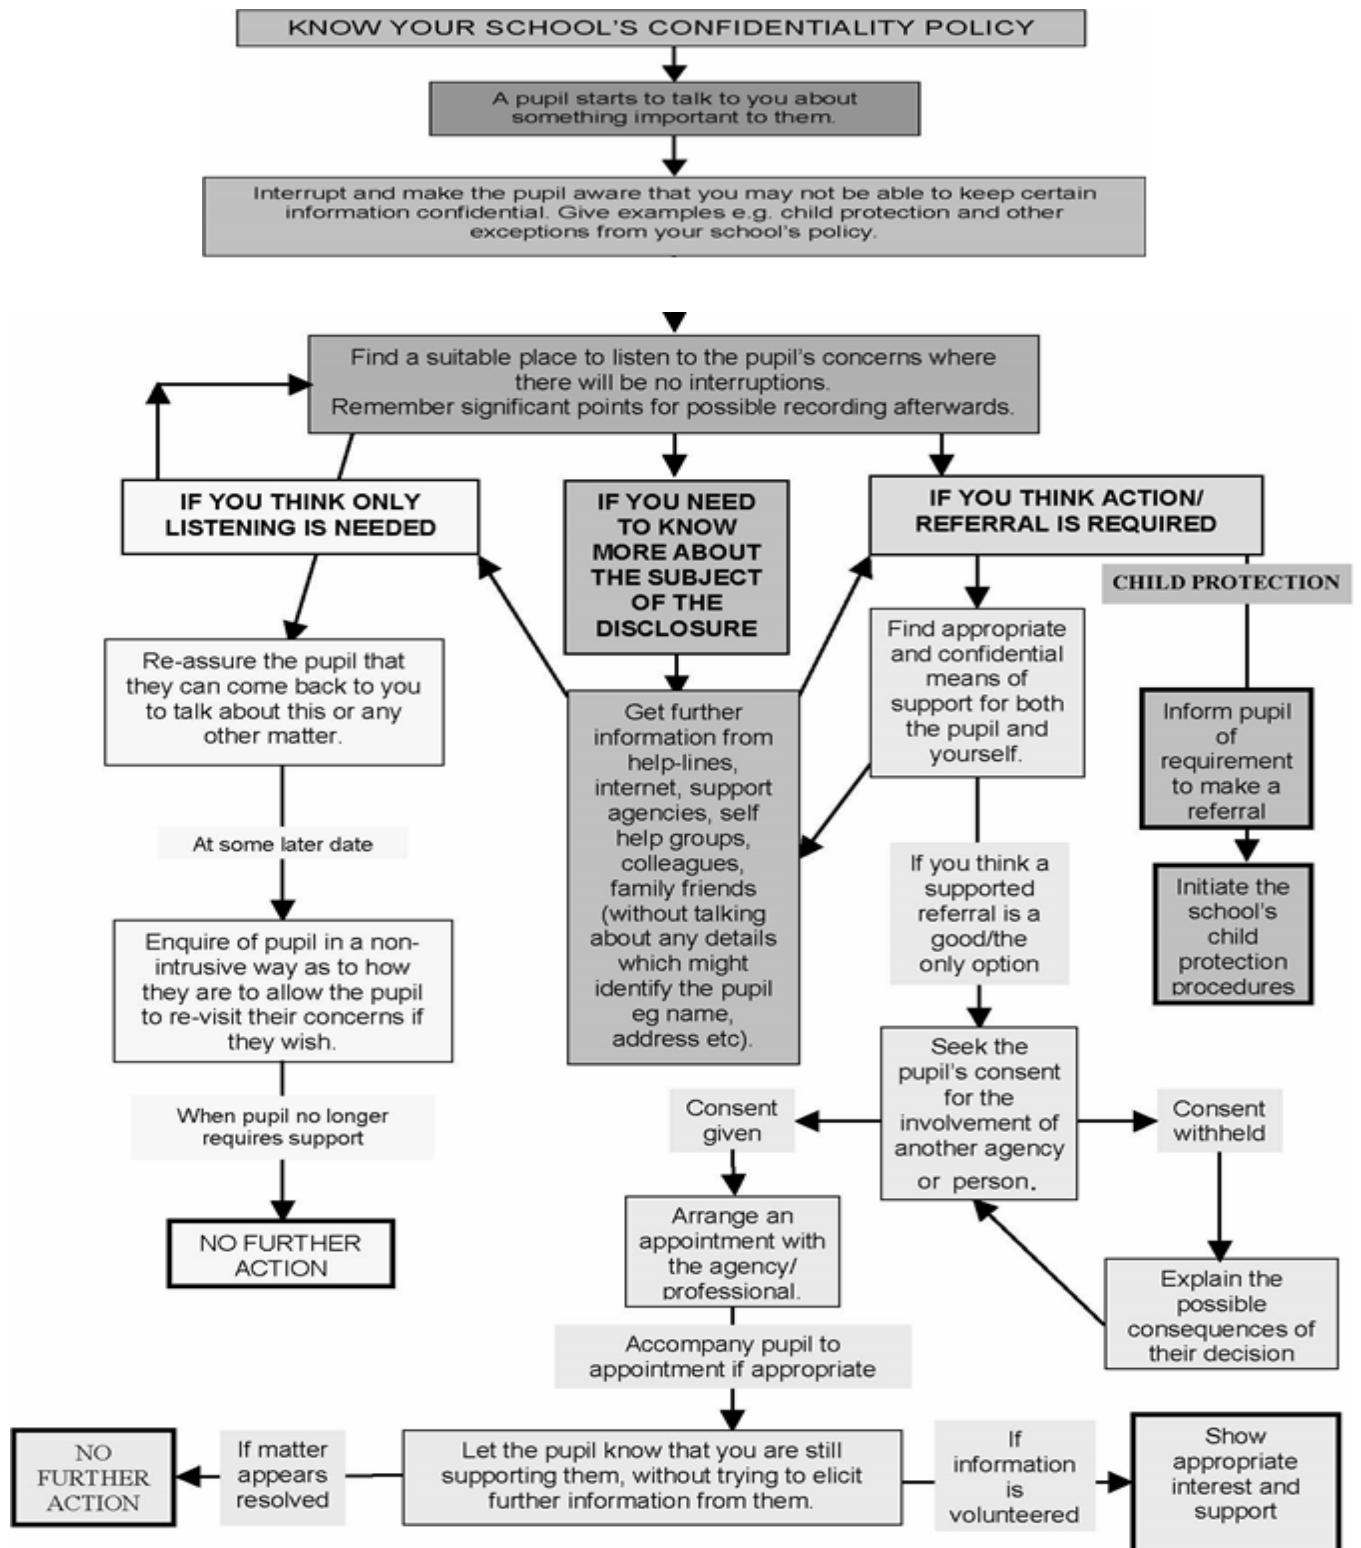 KNOW YOUR SCHOOL'S CONFIDENTIALITY POLICY
A pupil starts to talk to you about
something important to them.
Interrupt and make the pupil aware that you may not be able to keep certain
information confidential. Give examples e.g. child protection and other
exceptions from your school's policy.
Find a suitable place to listen to the pupil's concerns where
there will be no interruptions.
Remember significant points for possible recording afterwards.
IF YOU THINK ONLY
LISTENING IS NEEDED
IF YOU NEED
TO KNOW
MORE ABOUT
THE SUBJECT
OF THE
DISCLOSURE
IF YOU THINK ACTION/
REFERRAL IS REQUIRED
CHILD PROTECTION
Re-assure the pupil that
they can come back to you
to talk about this or any
other matter.
At some later date
Enquire of pupil in a non-
intrusive way as to how
they are to allow the pupil
to re-visit their concerns if
they wish.
When pupil no longer
requires support
NO FURTHER
ACTION
Get further
information from
help-lines,
internet, support
agencies, self
help groups,
colleagues,
family friends
(without talking
about any details
which might
identify the pupil
eg name,
address etc).
Find appropriate
and confidential
means of
support for both
the pupil and
yourself.
If you think a
supported
referral is a
good/the
only option
Inform pupil
of
requirement
to make a
referral
Initiate the
school's
child
protection
procedures
Seek the
pupil's consent
for the
involvement of
another agency
or person.
Consent
given
Consent
withheld
Arrange an
appointment with
the agency/
professional.
Explain the
possible
consequences of
their decision
Accompany pupil to
appointment if appropriate
Let the pupil know that you are still
supporting them, without trying to elicit
further information from them.
If matter
appears
resolved
NO
FURTHER
ACTION
If
information
is
volunteered
Show
appropriate
interest and
support